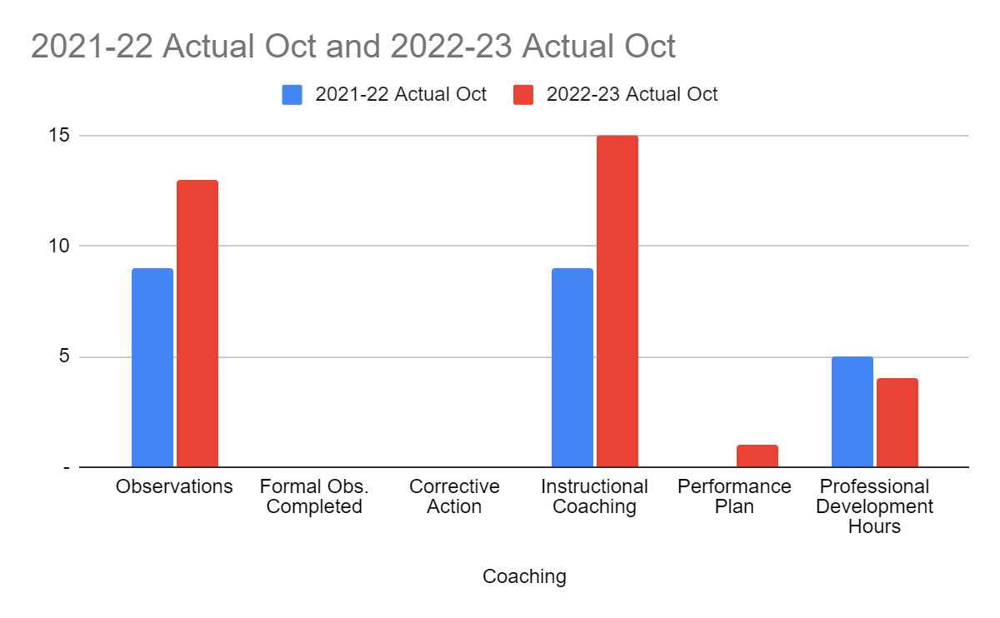 2021-22 Actual Oct and 2022-23 Actual Oct
2021-22 Actual Oct
2022-23 Actual Oct
15
10
5
-
Observations
Formal Obs.
Completed
Corrective
Action
Instructional
Coaching
Performance
Plan
Professional
Development
Hours
Coaching